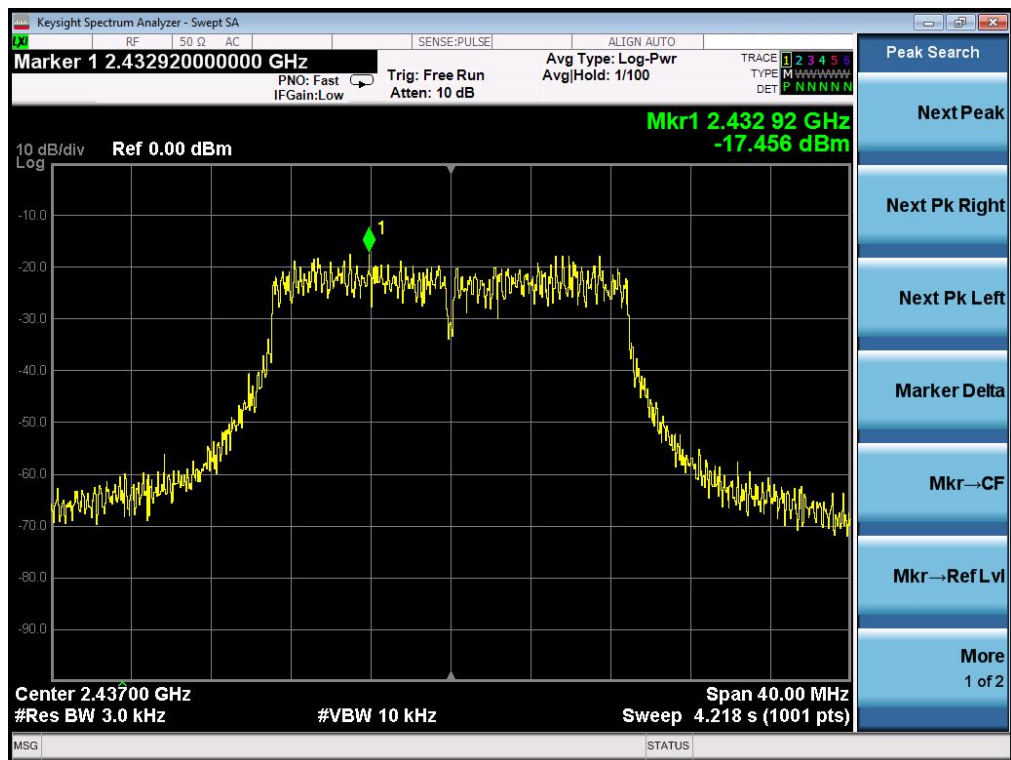 Keysight Spectrum Analyzer - Swept SA
LXI RF 50 Ω AC SENSE:PULSE ALIGN AUTO
Marker 1 2.432920000000 GHz
PNO: Fast
IFGain:Low
Trig: Free Run
Atten: 10 dB
Avg Type: Log-Pwr
Avg|Hold: 1/100
TRACE 1 2 3 4 5 6
TYPE M WWWWW
DET P N N N N N
Mkr1 2.432 92 GHz
-17.456 dBm
10 dB/div Ref 0.00 dBm
Log
1
-10.0
-20.0
-30.0
-40.0
-50.0
-60.0
-70.0
-80.0
-90.0
Center 2.43700 GHz Span 40.00 MHz
#Res BW 3.0 kHz #VBW 10 kHz Sweep 4.218 s (1001 pts)
MSG STATUS
Peak Search
Next Peak
Next Pk Right
Next Pk Left
Marker Delta
Mkr→CF
Mkr→Ref Lvl
More
1 of 2